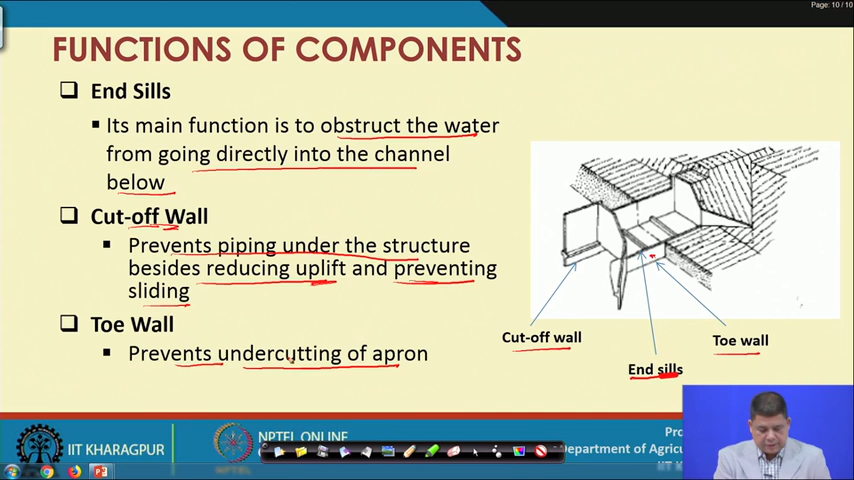 Page: 10 / 10
FUNCTIONS OF COMPONENTS
End Sills
Its main function is to obstruct the water
from going directly into the channel
below
Cut-off Wall
Prevents piping under the structure
besides reducing uplift and preventing
sliding
Toe Wall
Prevents undercutting of apron
Cut-off wall
End sills
Toe wall
IIT KHARAGPUR
NPTEL ONLINE
Pro
Department of Agricu
IIT K